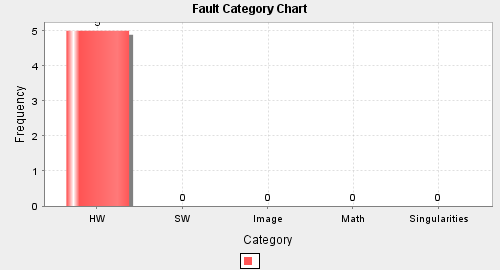 Fault Category Chart
5
5
4
3
2
1
0
0
0
0
0
Frequency
HW
SW
Image
Math
Singularities
Category